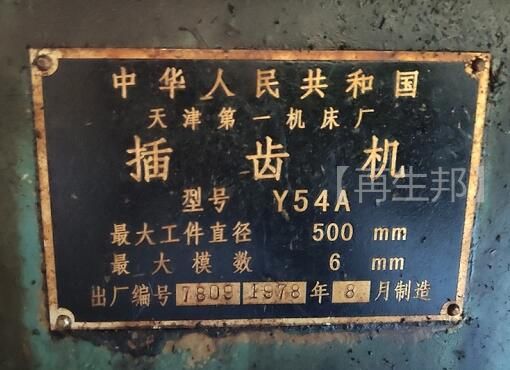 中华人民共和国
天津第一机床厂
插齿机
【再生邦】
型号 Y54A
最大工件直径 500 mm
最大模数 6 mm
出厂编号 7809 1978 年 8 月制造